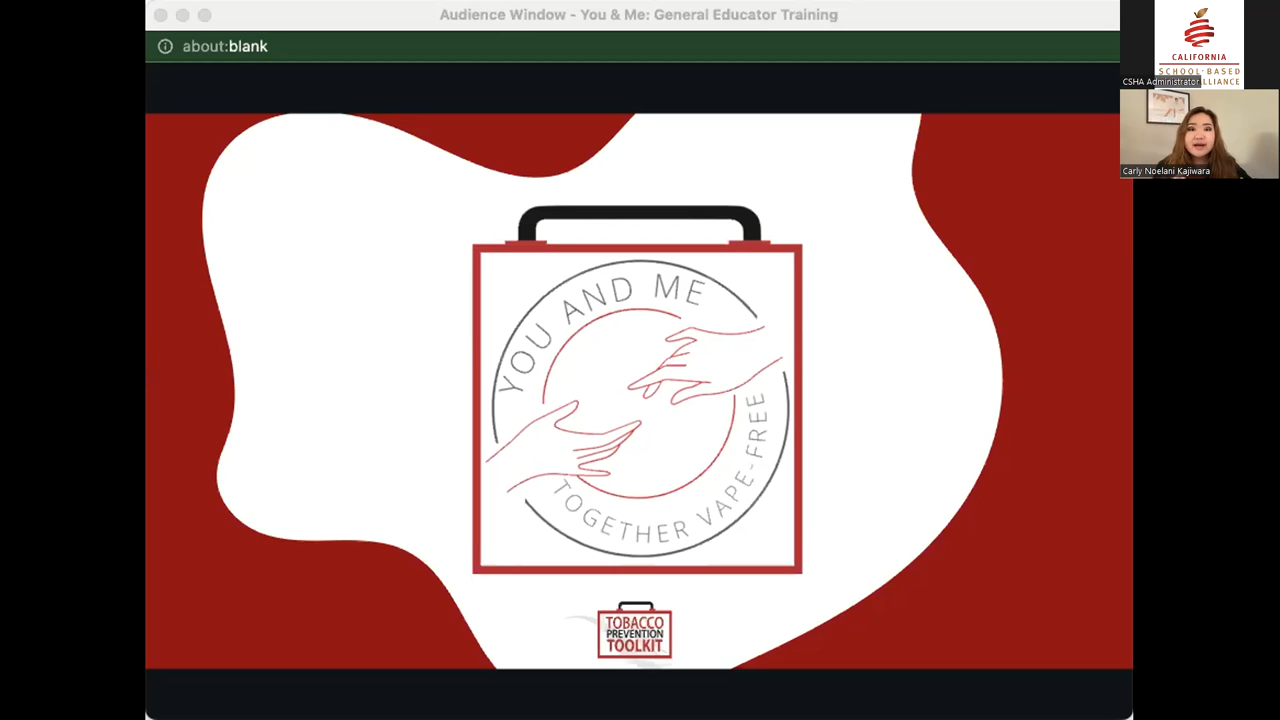 Audience Window - You & Me: General Educator Training
about:blank
YOU AND ME
TOGETHER VAPE-FREE
TOBACCO
PREVENTION
TOOLKIT
CALIFORNIA
SCHOOL-BASED
CSHA Administrator
LLIANCE
Carly Noelani Kajiwara